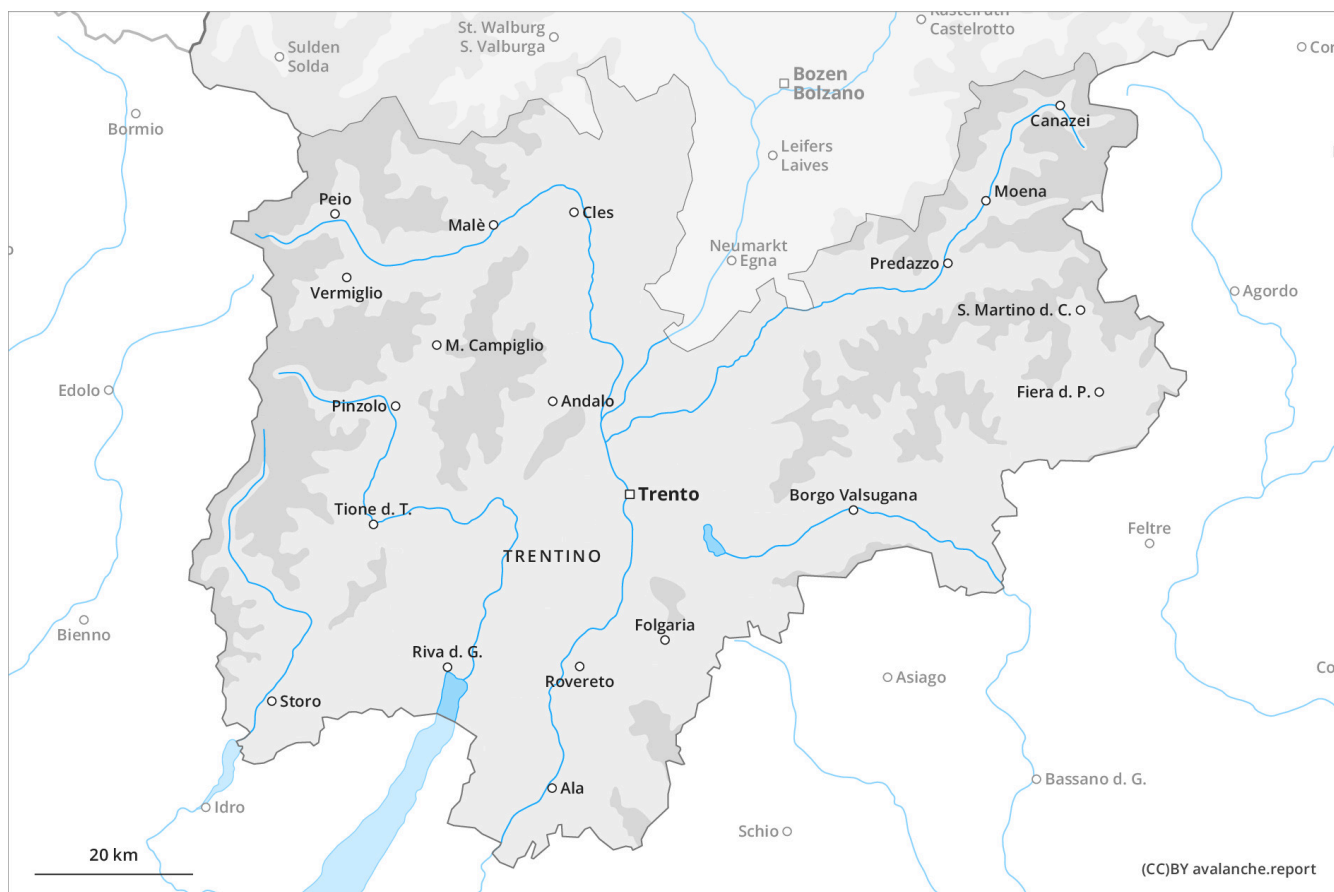 Kastelruth
Castelrotto
St. Walburg
S. Valburga
Sulden
Solda
Bozen
Bolzano
Bormio
Canazei
Leifers
Laives
Moena
Peio
Malè
Cles
Neumarkt
Egna
Predazzo
Vermiglio
Agordo
S. Martino d. C.
M. Campiglio
Edolo
Pinzolo
Andalo
Fiera d. P.
Trento
Borgo Valsugana
Tione d. T.
Feltre
TRENTINO
Bienno
Folgaria
Riva d. G.
Rovereto
Asiago
Storo
Bassano d. G.
Ala
Idro
Schio
20 km
(CC)BY avalanche.report